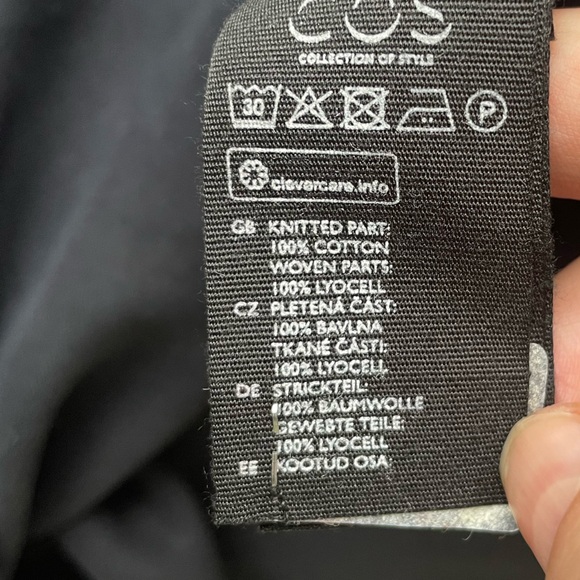 COS
COLLECTION OF STYLE
30 P
clevercare.info
GB KNITTED PART:
100% COTTON
WOVEN PARTS:
100% LYOCELL
CZ PLETENÁ ČÁST:
100% BAVLNA
TKANÉ ČÁSTI:
100% LYOCELL
DE STRICKTEIL:
100% BAUMWOLLE
GEWEBTE TEILE:
100% LYOCELL
EE KOOTUD OSA: